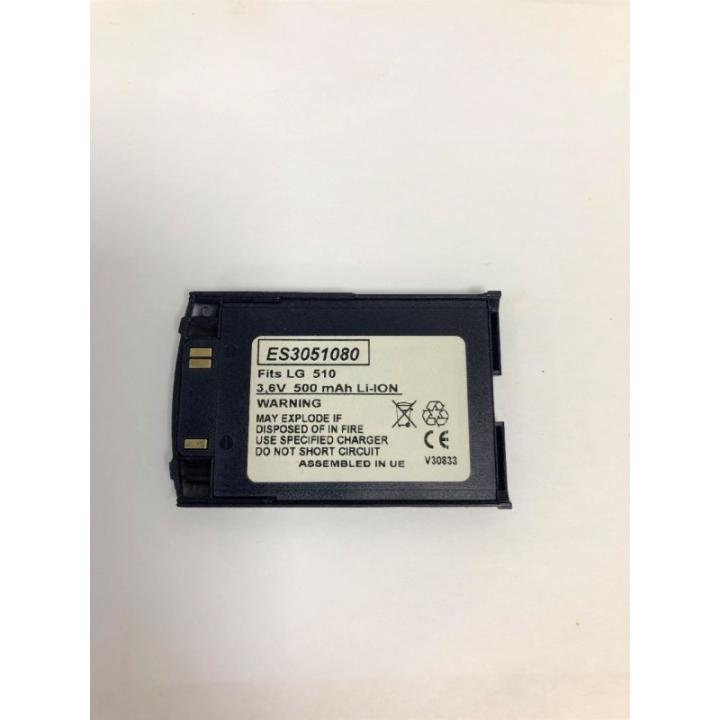 ES3051080
Fits LG 510
3,6V 500 mAh Li-ION
WARNING
MAY EXPLODE IF
DISPOSED OF IN FIRE
USE SPECIFIED CHARGER
DO NOT SHORT CIRCUIT
ASSEMBLED IN UE
CE
V30833